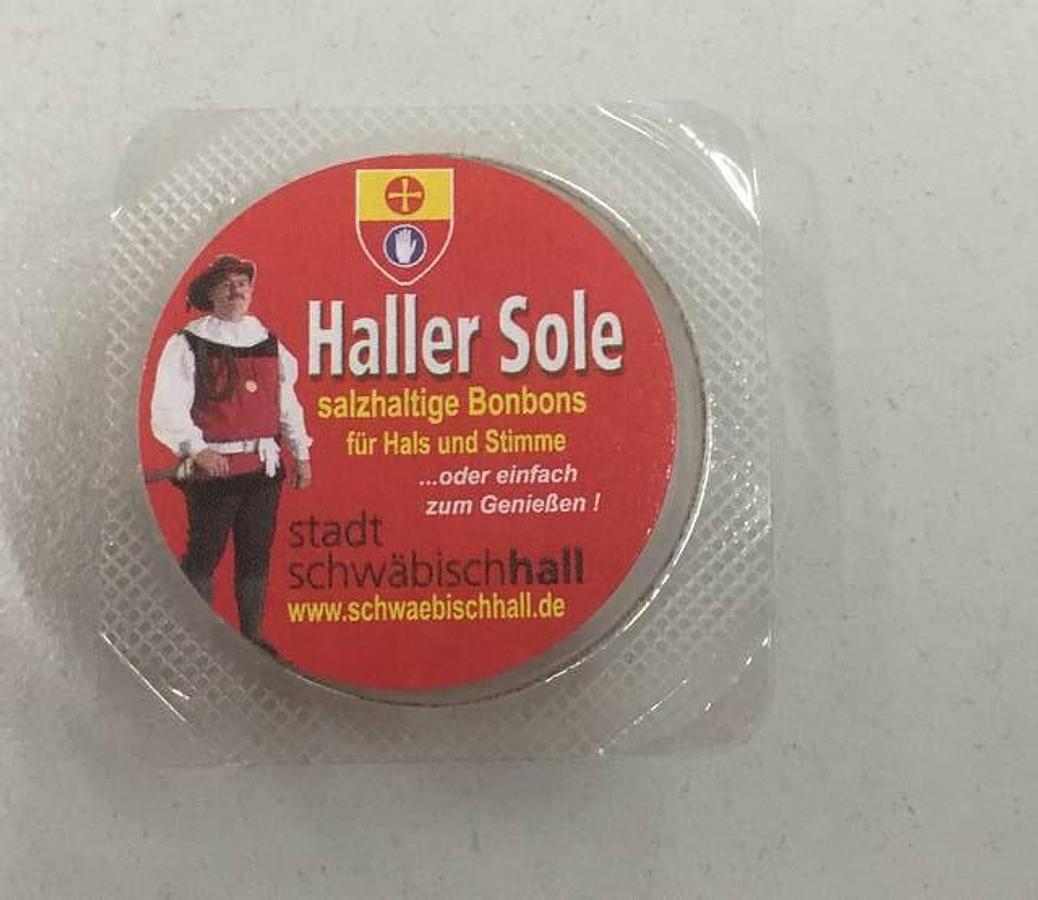 Haller Sole
salzhaltige Bonbons
für Hals und Stimme
...oder einfach
zum Genießen !
stadt
schwäbischhall
www.schwaebischhall.de